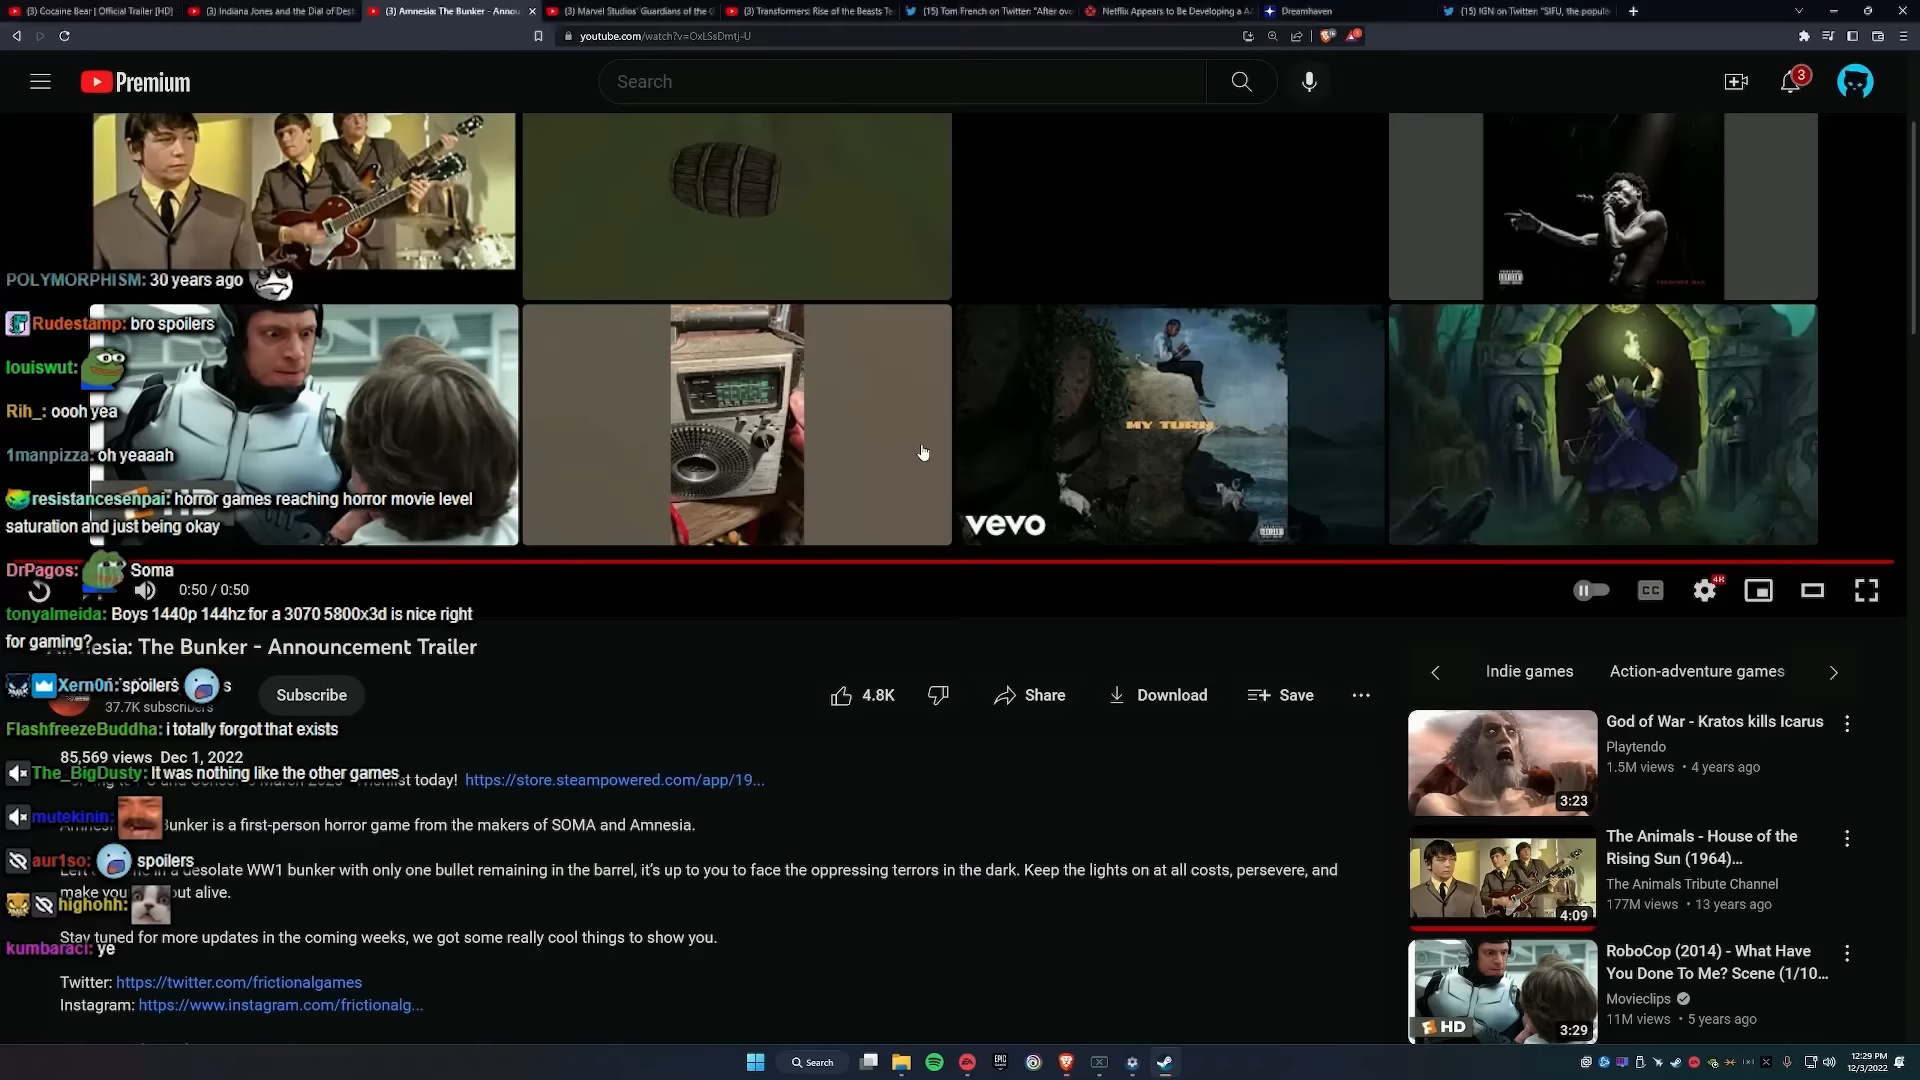 (3) Cocaine Bear | Official Trailer [HD]
(3) Indiana Jones and the Dial of Dest
(3) Amnesia: The Bunker - Annou
(3) Marvel Studios' Guardians of the
(3) Transformers: Rise of the Beasts Te
(15) Tom French on Twitter: "After ove
Netflix Appears to Be Developing a
Dreamhaven
(15) IGN on Twitter: "SIFU, the popule
youtube.com/watch?v=OxLSsDmtj-U
Premium
Search
3
POLYMORPHISM: 30 years ago
Rudestamp: bro spoilers
louiswut:
Rih_: oooh yea
1manpizza: oh yeaaah
resistancesenpai: horror games reaching horror movie level
saturation and just being okay
MY TURN
vevo
DrPagos: Soma
0:50 / 0:50
CC
4K
tonyalmeida: Boys 1440p 144hz for a 3070 5800x3d is nice right
for gaming?
esia: The Bunker - Announcement Trailer
Xern0n: spoilers s
37.7K subscribers
Subscribe
4.8K
Share
Download
Save
FlashfreezeBuddha: i totally forgot that exists
85,569 views Dec 1, 2022
The_BigDusty: It was nothing like the other games
t today! https://store.steampowered.com/app/19...
mutekinin:
Bunker is a first-person horror game from the makers of SOMA and Amnesia.
aur1so: spoilers
desolate WW1 bunker with only one bullet remaining in the barrel, it's up to you to face the oppressing terrors in the dark. Keep the lights on at all costs, persevere, and
make you out alive.
highohh:
Stay tuned for more updates in the coming weeks, we got some really cool things to show you.
kumbaraci: ye
Twitter: https://twitter.com/frictionalgames
Instagram: https://www.instagram.com/frictionalg...
Indie games
Action-adventure games
God of War - Kratos kills Icarus
Playtendo
1.5M views • 4 years ago
3:23
The Animals - House of the
Rising Sun (1964)...
The Animals Tribute Channel
177M views • 13 years ago
4:09
RoboCop (2014) - What Have
You Done To Me? Scene (1/10...
Movieclips
11M views • 5 years ago
HD
3:29
Search
12:29 PM
12/3/2022